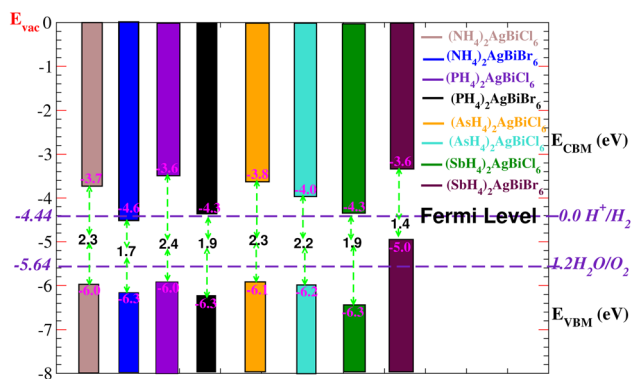 E_vac
0
-1
-2
-3
-4
-4.44
-5
-5.64
-6
-7
-8
(NH₄)₂AgBiCl₆
(NH₄)₂AgBiBr₆
(PH₄)₂AgBiCl₆
(PH₄)₂AgBiBr₆
(AsH₄)₂AgBiCl₆
(AsH₄)₂AgBiCl₆
(SbH₄)₂AgBiCl₆
(SbH₄)₂AgBiBr₆
E_CBM (eV)
-3.7 -4.6 -3.6 -4.3 -3.8 -4.0 -4.3 -3.6
Fermi Level
0.0 H⁺/H₂
2.3 1.7 2.4 1.9 2.3 2.2 1.9 1.4
1.2H₂O/O₂
-6.0 -6.3 -6.0 -6.3 -6.1 -6.2 -6.3 -5.0
E_VBM (eV)